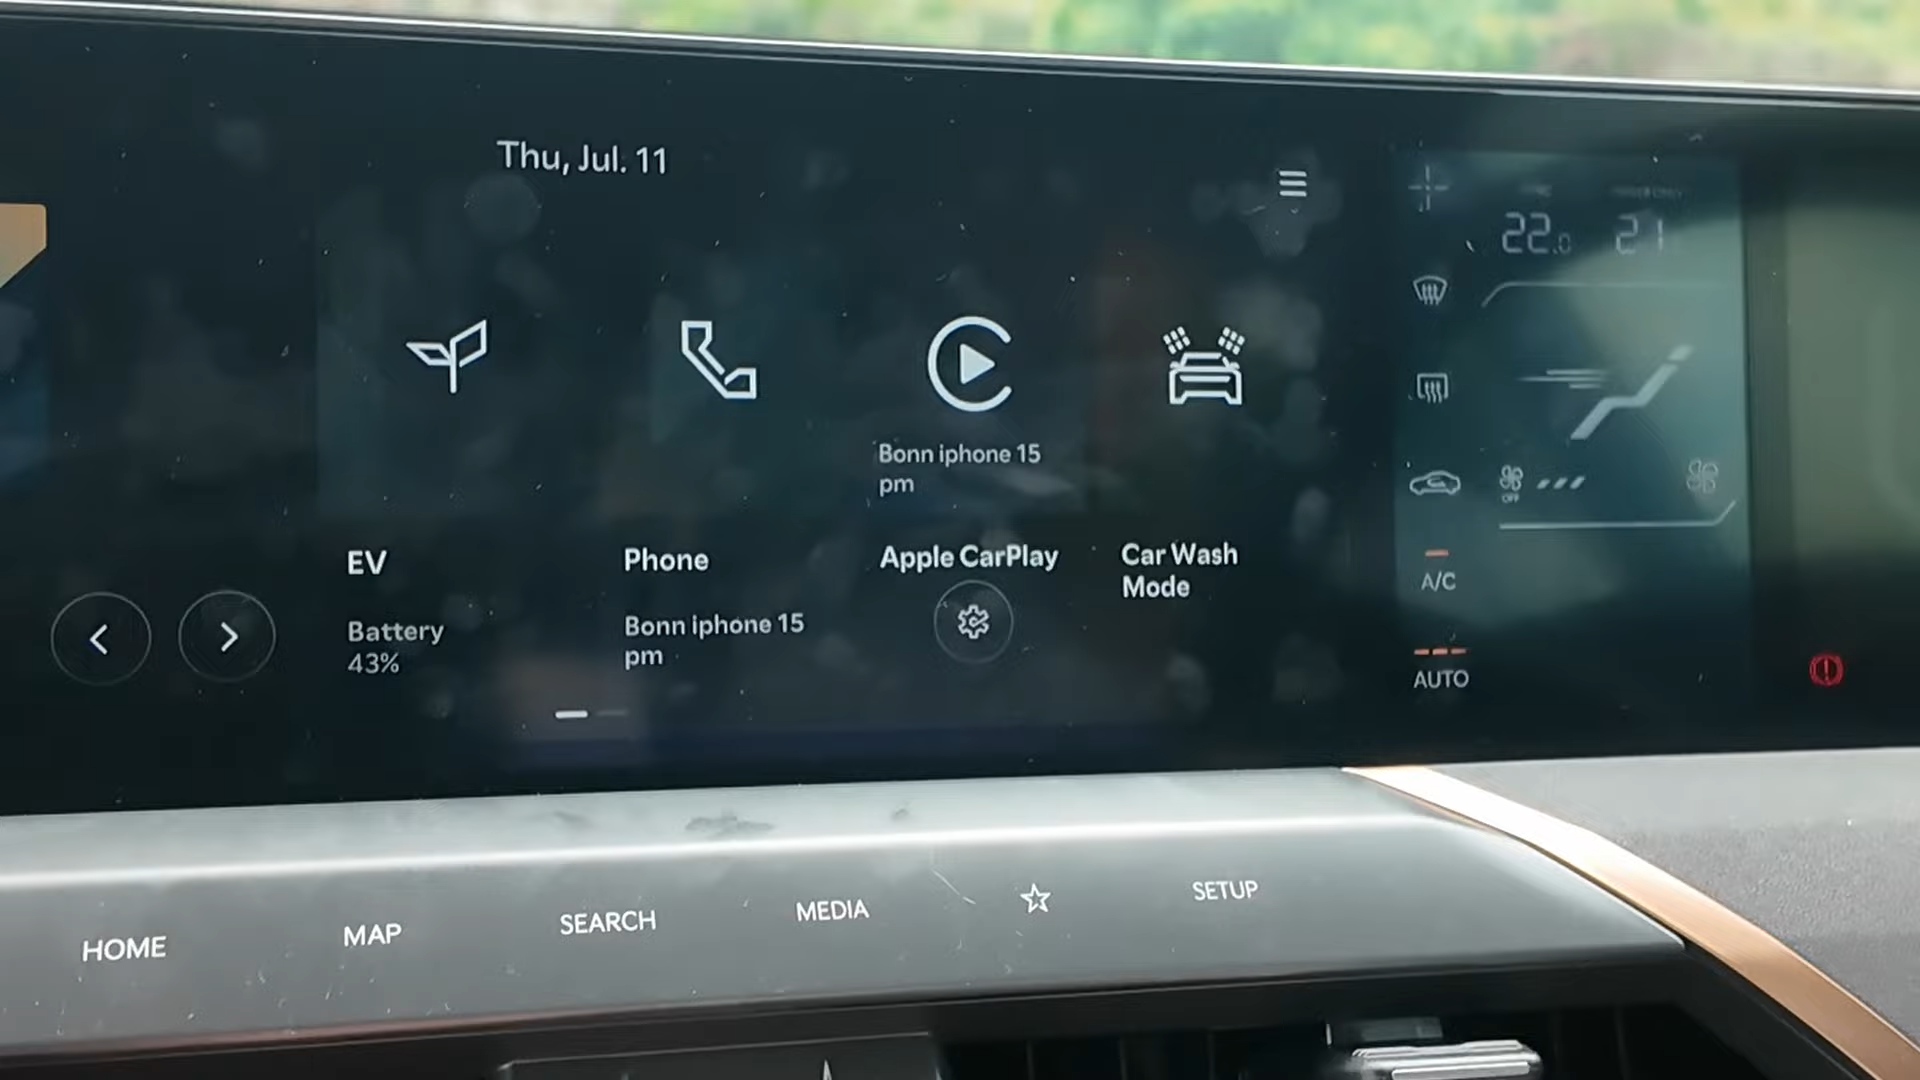 Thu, Jul. 11
22.0
21
Bonn iphone 15
pm
EV
Phone
Apple CarPlay
Car Wash
Mode
Battery
43%
Bonn iphone 15
pm
OFF
A/C
AUTO
HOME
MAP
SEARCH
MEDIA
SETUP